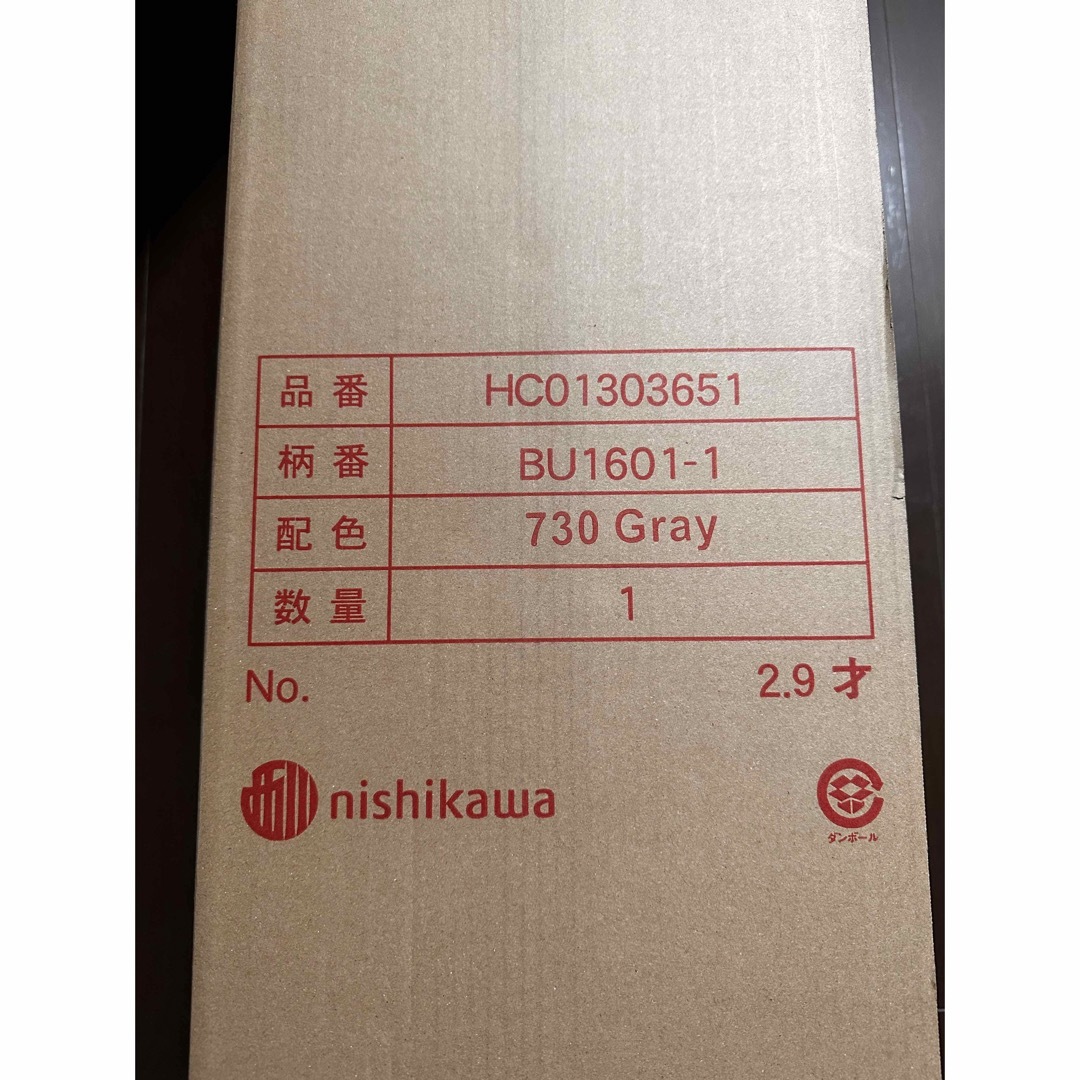 品番 HC01303651
柄番 BU1601-1
配色 730 Gray
数量 1
No. 2.9 才
nishikawa
ダンボール